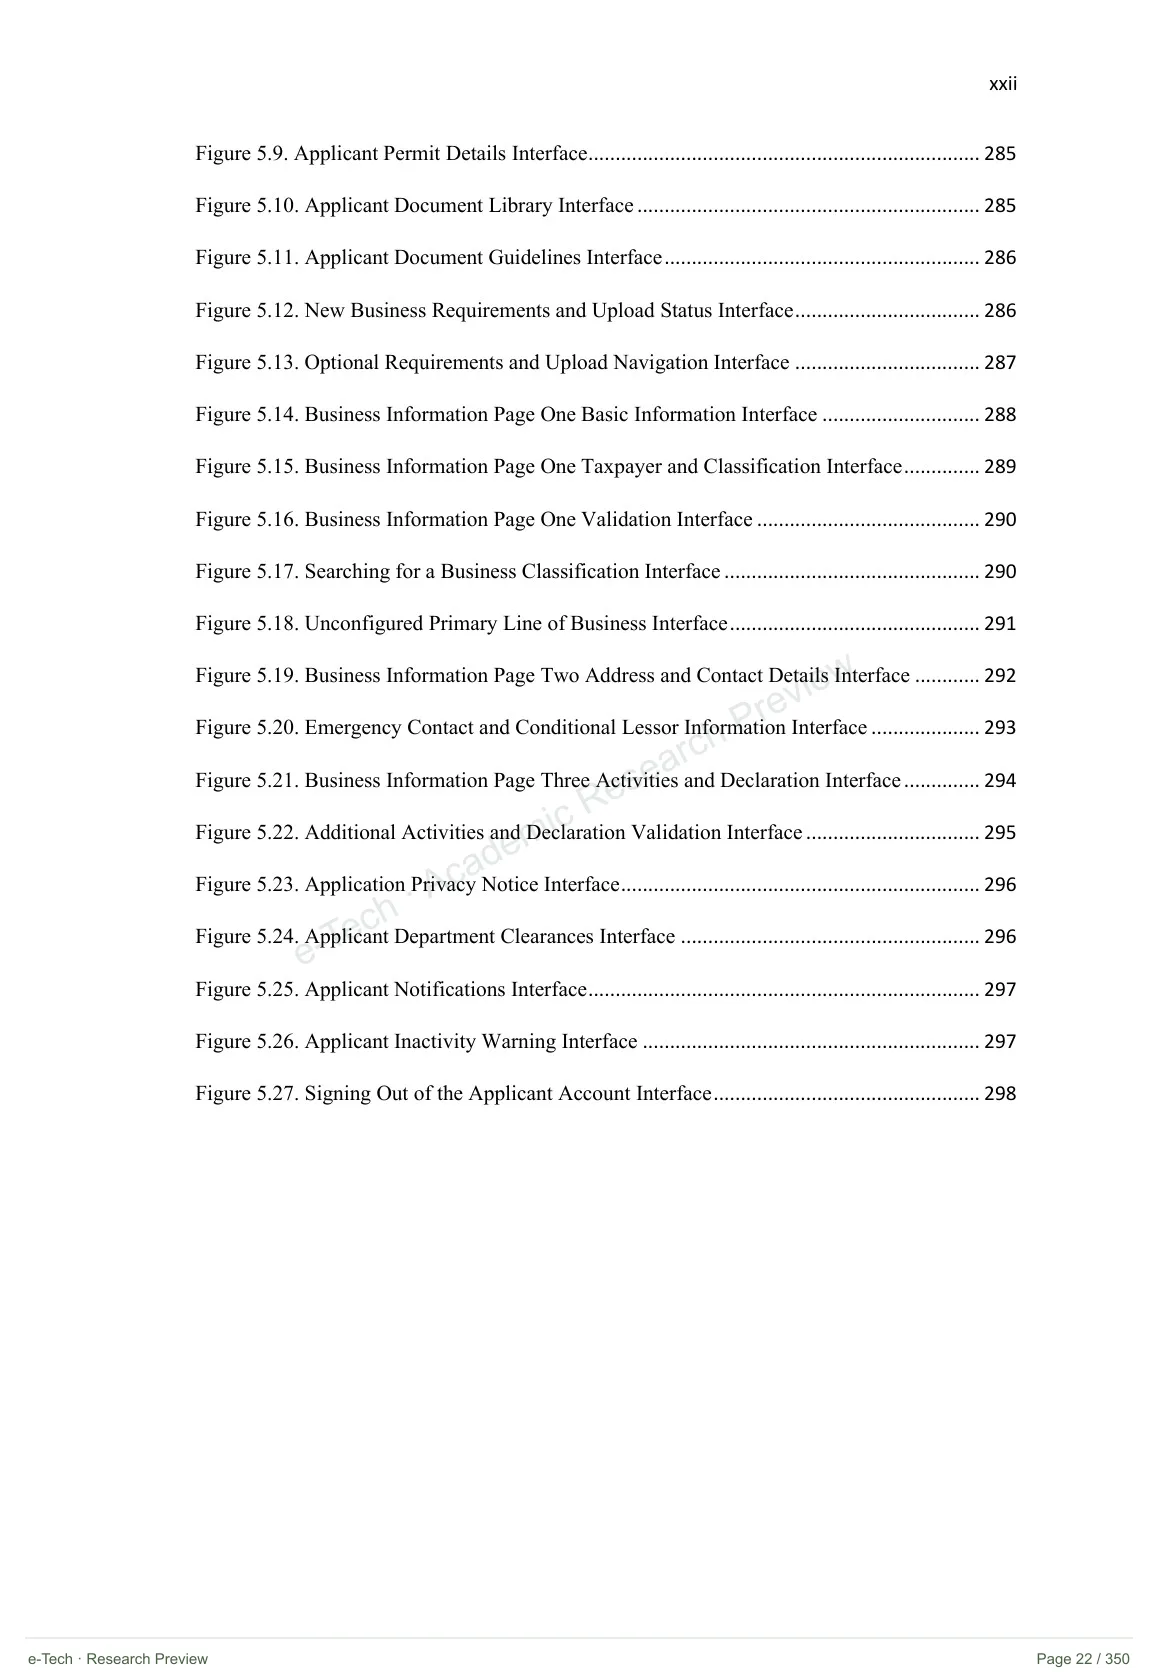 xxii
Figure 5.9. Applicant Permit Details Interface........................................................................ 285
Figure 5.10. Applicant Document Library Interface ............................................................... 285
Figure 5.11. Applicant Document Guidelines Interface.......................................................... 286
Figure 5.12. New Business Requirements and Upload Status Interface.................................. 286
Figure 5.13. Optional Requirements and Upload Navigation Interface .................................. 287
Figure 5.14. Business Information Page One Basic Information Interface ............................. 288
Figure 5.15. Business Information Page One Taxpayer and Classification Interface.............. 289
Figure 5.16. Business Information Page One Validation Interface ......................................... 290
Figure 5.17. Searching for a Business Classification Interface ............................................... 290
Figure 5.18. Unconfigured Primary Line of Business Interface.............................................. 291
Figure 5.19. Business Information Page Two Address and Contact Details Interface ............ 292
Figure 5.20. Emergency Contact and Conditional Lessor Information Interface .................... 293
Figure 5.21. Business Information Page Three Activities and Declaration Interface.............. 294
Figure 5.22. Additional Activities and Declaration Validation Interface ................................ 295
Figure 5.23. Application Privacy Notice Interface.................................................................. 296
Figure 5.24. Applicant Department Clearances Interface ....................................................... 296
Figure 5.25. Applicant Notifications Interface........................................................................ 297
Figure 5.26. Applicant Inactivity Warning Interface .............................................................. 297
Figure 5.27. Signing Out of the Applicant Account Interface................................................. 298
e-Tech · Academic Research Preview
e-Tech · Research Preview
Page 22 / 350